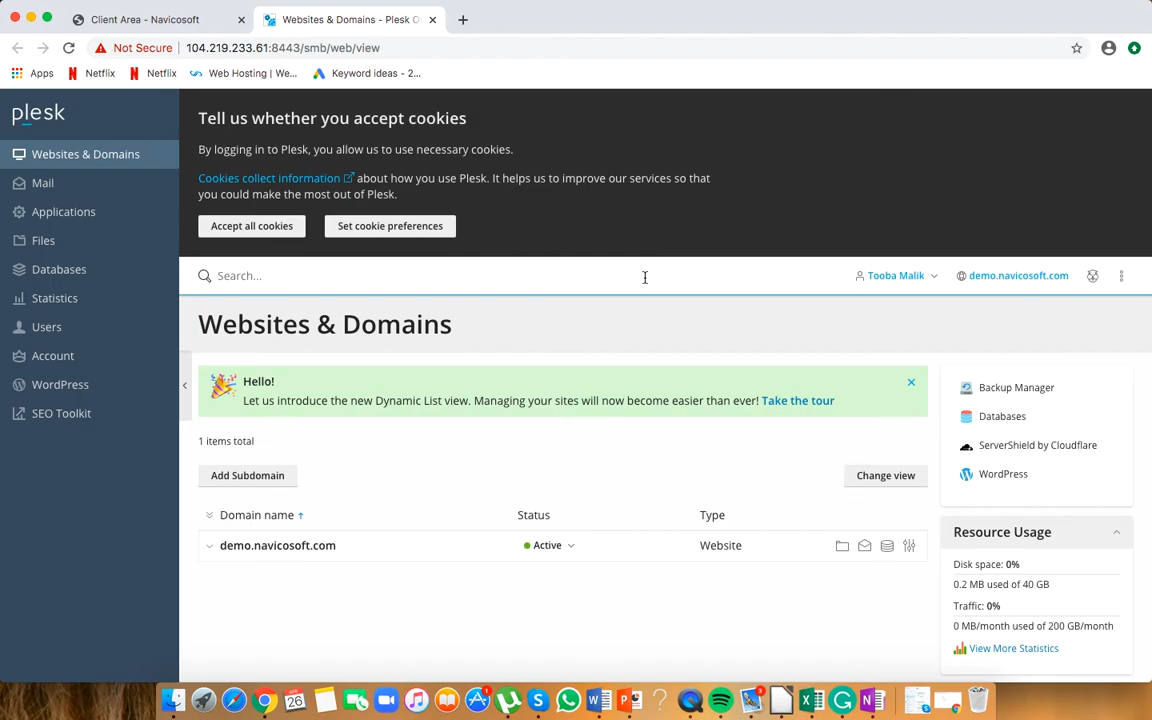 Client Area - Navicosoft
Websites & Domains - Plesk O
Not Secure
104.219.233.61:8443/smb/web/view
Apps
Netflix
Netflix
Web Hosting | We...
Keyword ideas - 2...
plesk
Websites & Domains
Mail
Applications
Files
Databases
Statistics
Users
Account
WordPress
SEO Toolkit
Tell us whether you accept cookies
By logging in to Plesk, you allow us to use necessary cookies.
Cookies collect information about how you use Plesk. It helps us to improve our services so that
you could make the most out of Plesk.
Accept all cookies
Set cookie preferences
Search...
Tooba Malik
demo.navicosoft.com
Websites & Domains
Hello!
Let us introduce the new Dynamic List view. Managing your sites will now become easier than ever! Take the tour
1 items total
Add Subdomain
Change view
Domain name ↑
Status
Type
demo.navicosoft.com
Active
Website
Backup Manager
Databases
ServerShield by Cloudflare
WordPress
Resource Usage
Disk space: 0%
0.2 MB used of 40 GB
Traffic: 0%
0 MB/month used of 200 GB/month
View More Statistics
26